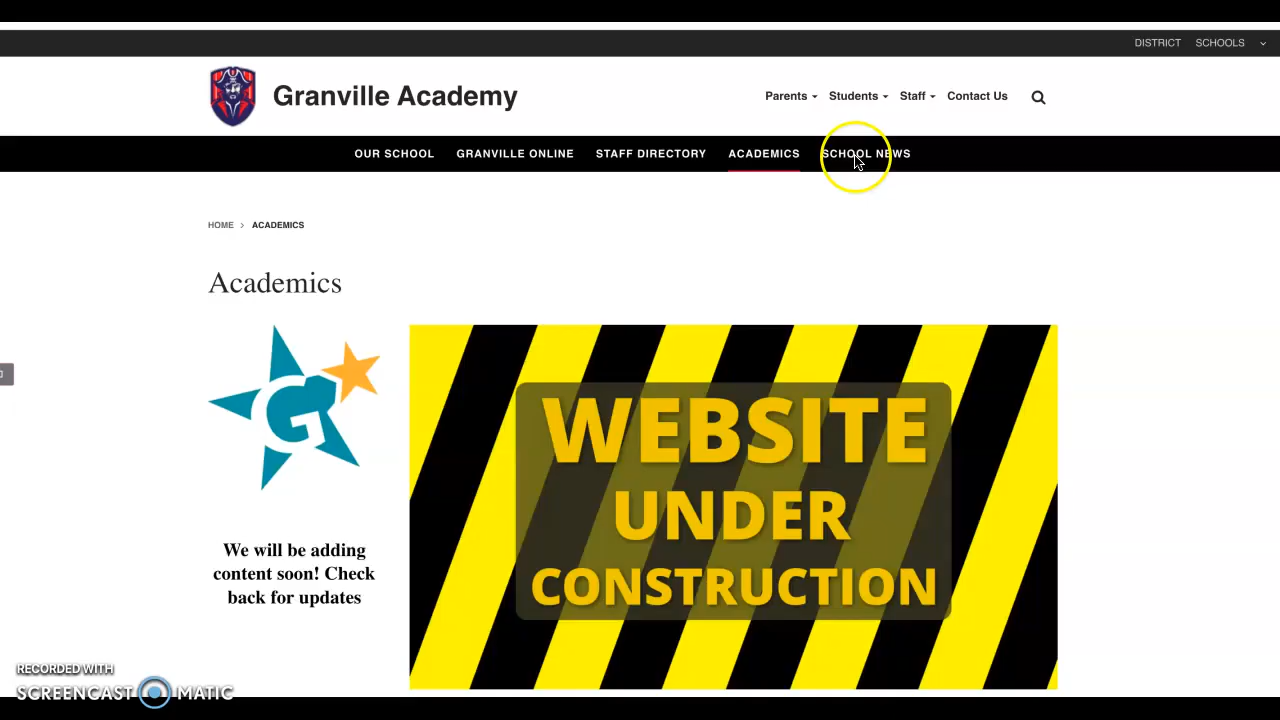 DISTRICT SCHOOLS
Granville Academy
Parents Students Staff Contact Us
OUR SCHOOL GRANVILLE ONLINE STAFF DIRECTORY ACADEMICS SCHOOL NEWS
HOME > ACADEMICS
Academics
G
WEBSITE
UNDER
CONSTRUCTION
We will be adding
content soon! Check
back for updates
RECORDED WITH
SCREENCAST MATIC